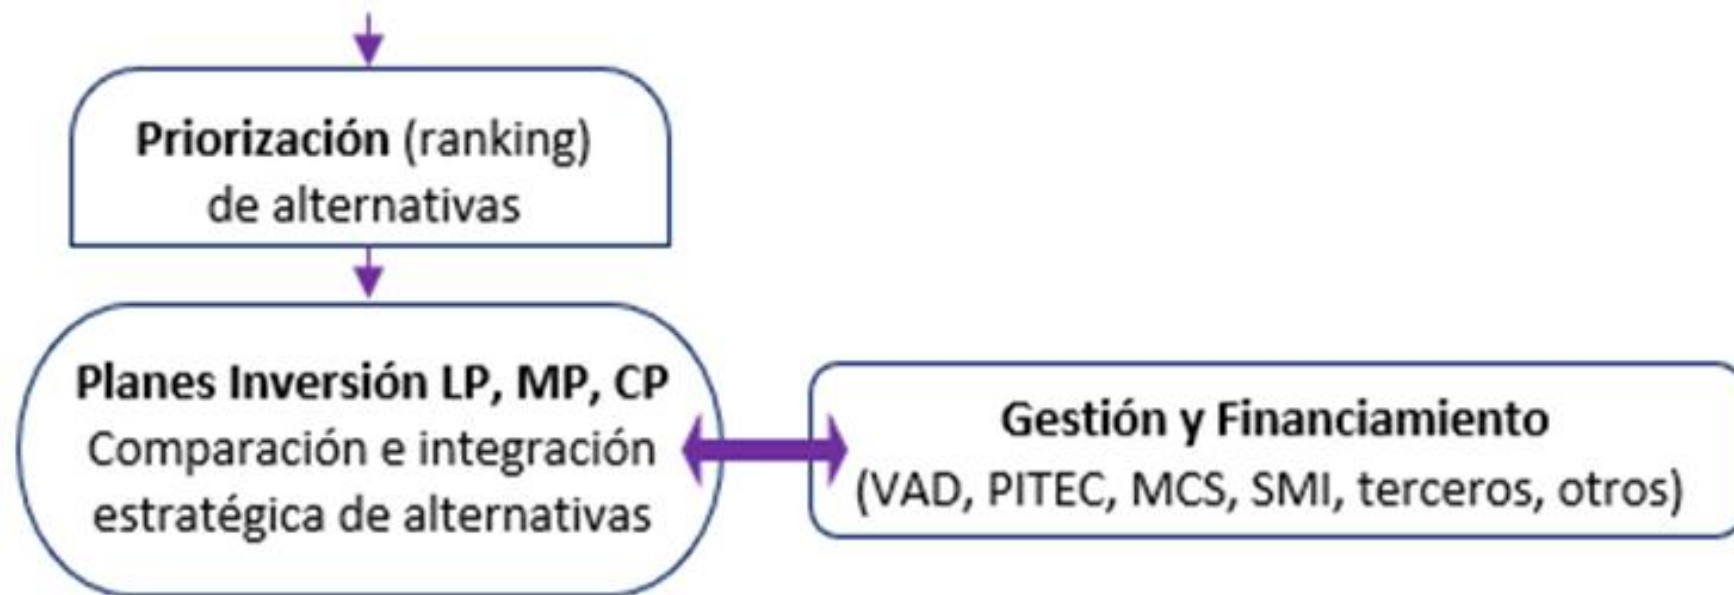 Priorización (ranking)
de alternativas
Planes Inversión LP, MP, CP
Comparación e integración
estratégica de alternativas
Gestión y Financiamiento
(VAD, PITEC, MCS, SMI, terceros, otros)